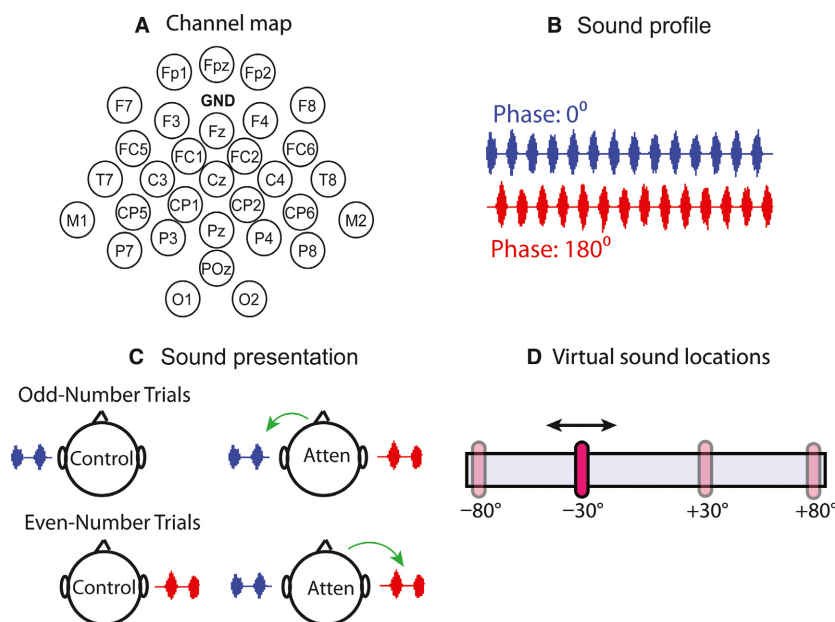 A Channel map
Fp1 Fpz Fp2
GND
F7 F3 Fz F4 F8
FC5 FC1 FC2 FC6
T7 C3 Cz C4 T8
M1 CP5 CP1 CP2 CP6 M2
P7 P3 Pz P4 P8
POz
O1 O2
B Sound profile
Phase: 0⁰
Phase: 180⁰
C Sound presentation
Odd-Number Trials
Control Atten
Even-Number Trials
Control Atten
D Virtual sound locations
−80° −30° +30° +80°